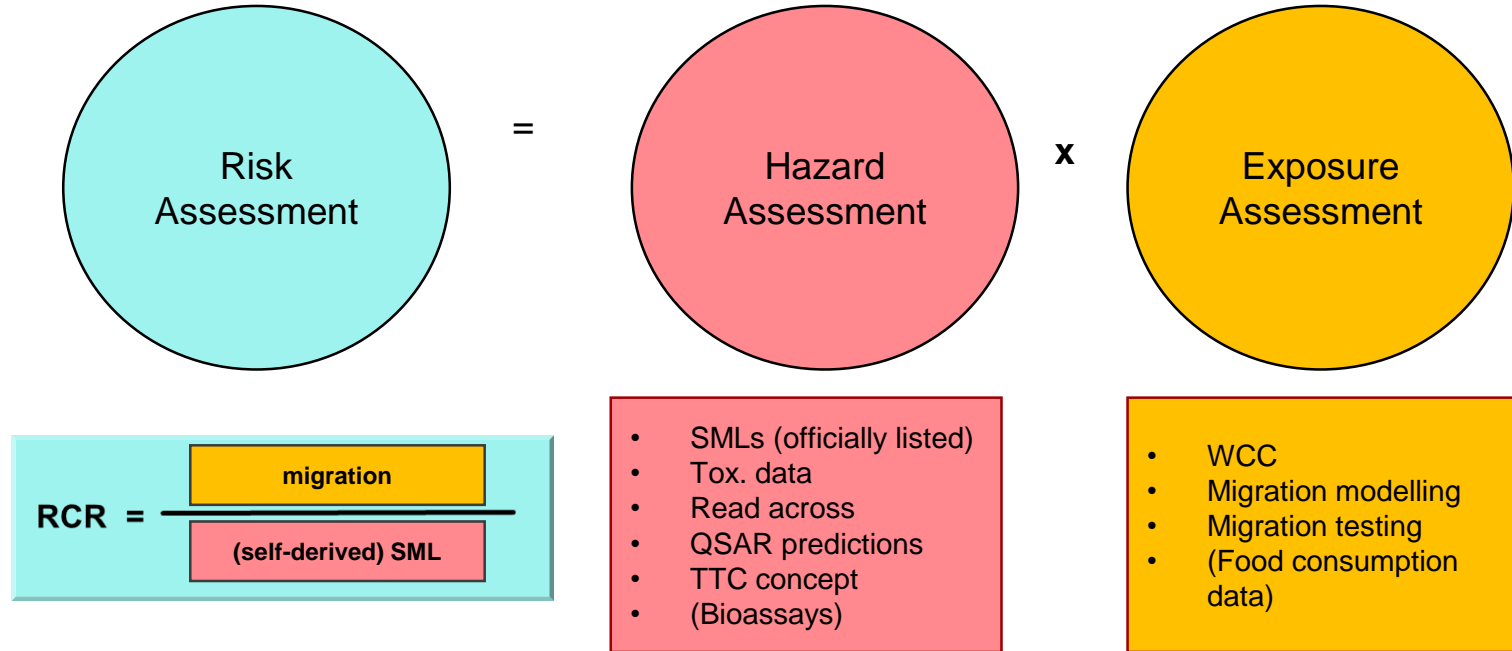 Risk
Assessment
=
Hazard
Assessment
x
Exposure
Assessment
RCR =
migration
(self-derived) SML
• SMLs (officially listed)
• Tox. data
• Read across
• QSAR predictions
• TTC concept
• (Bioassays)
• WCC
• Migration modelling
• Migration testing
• (Food consumption
data)